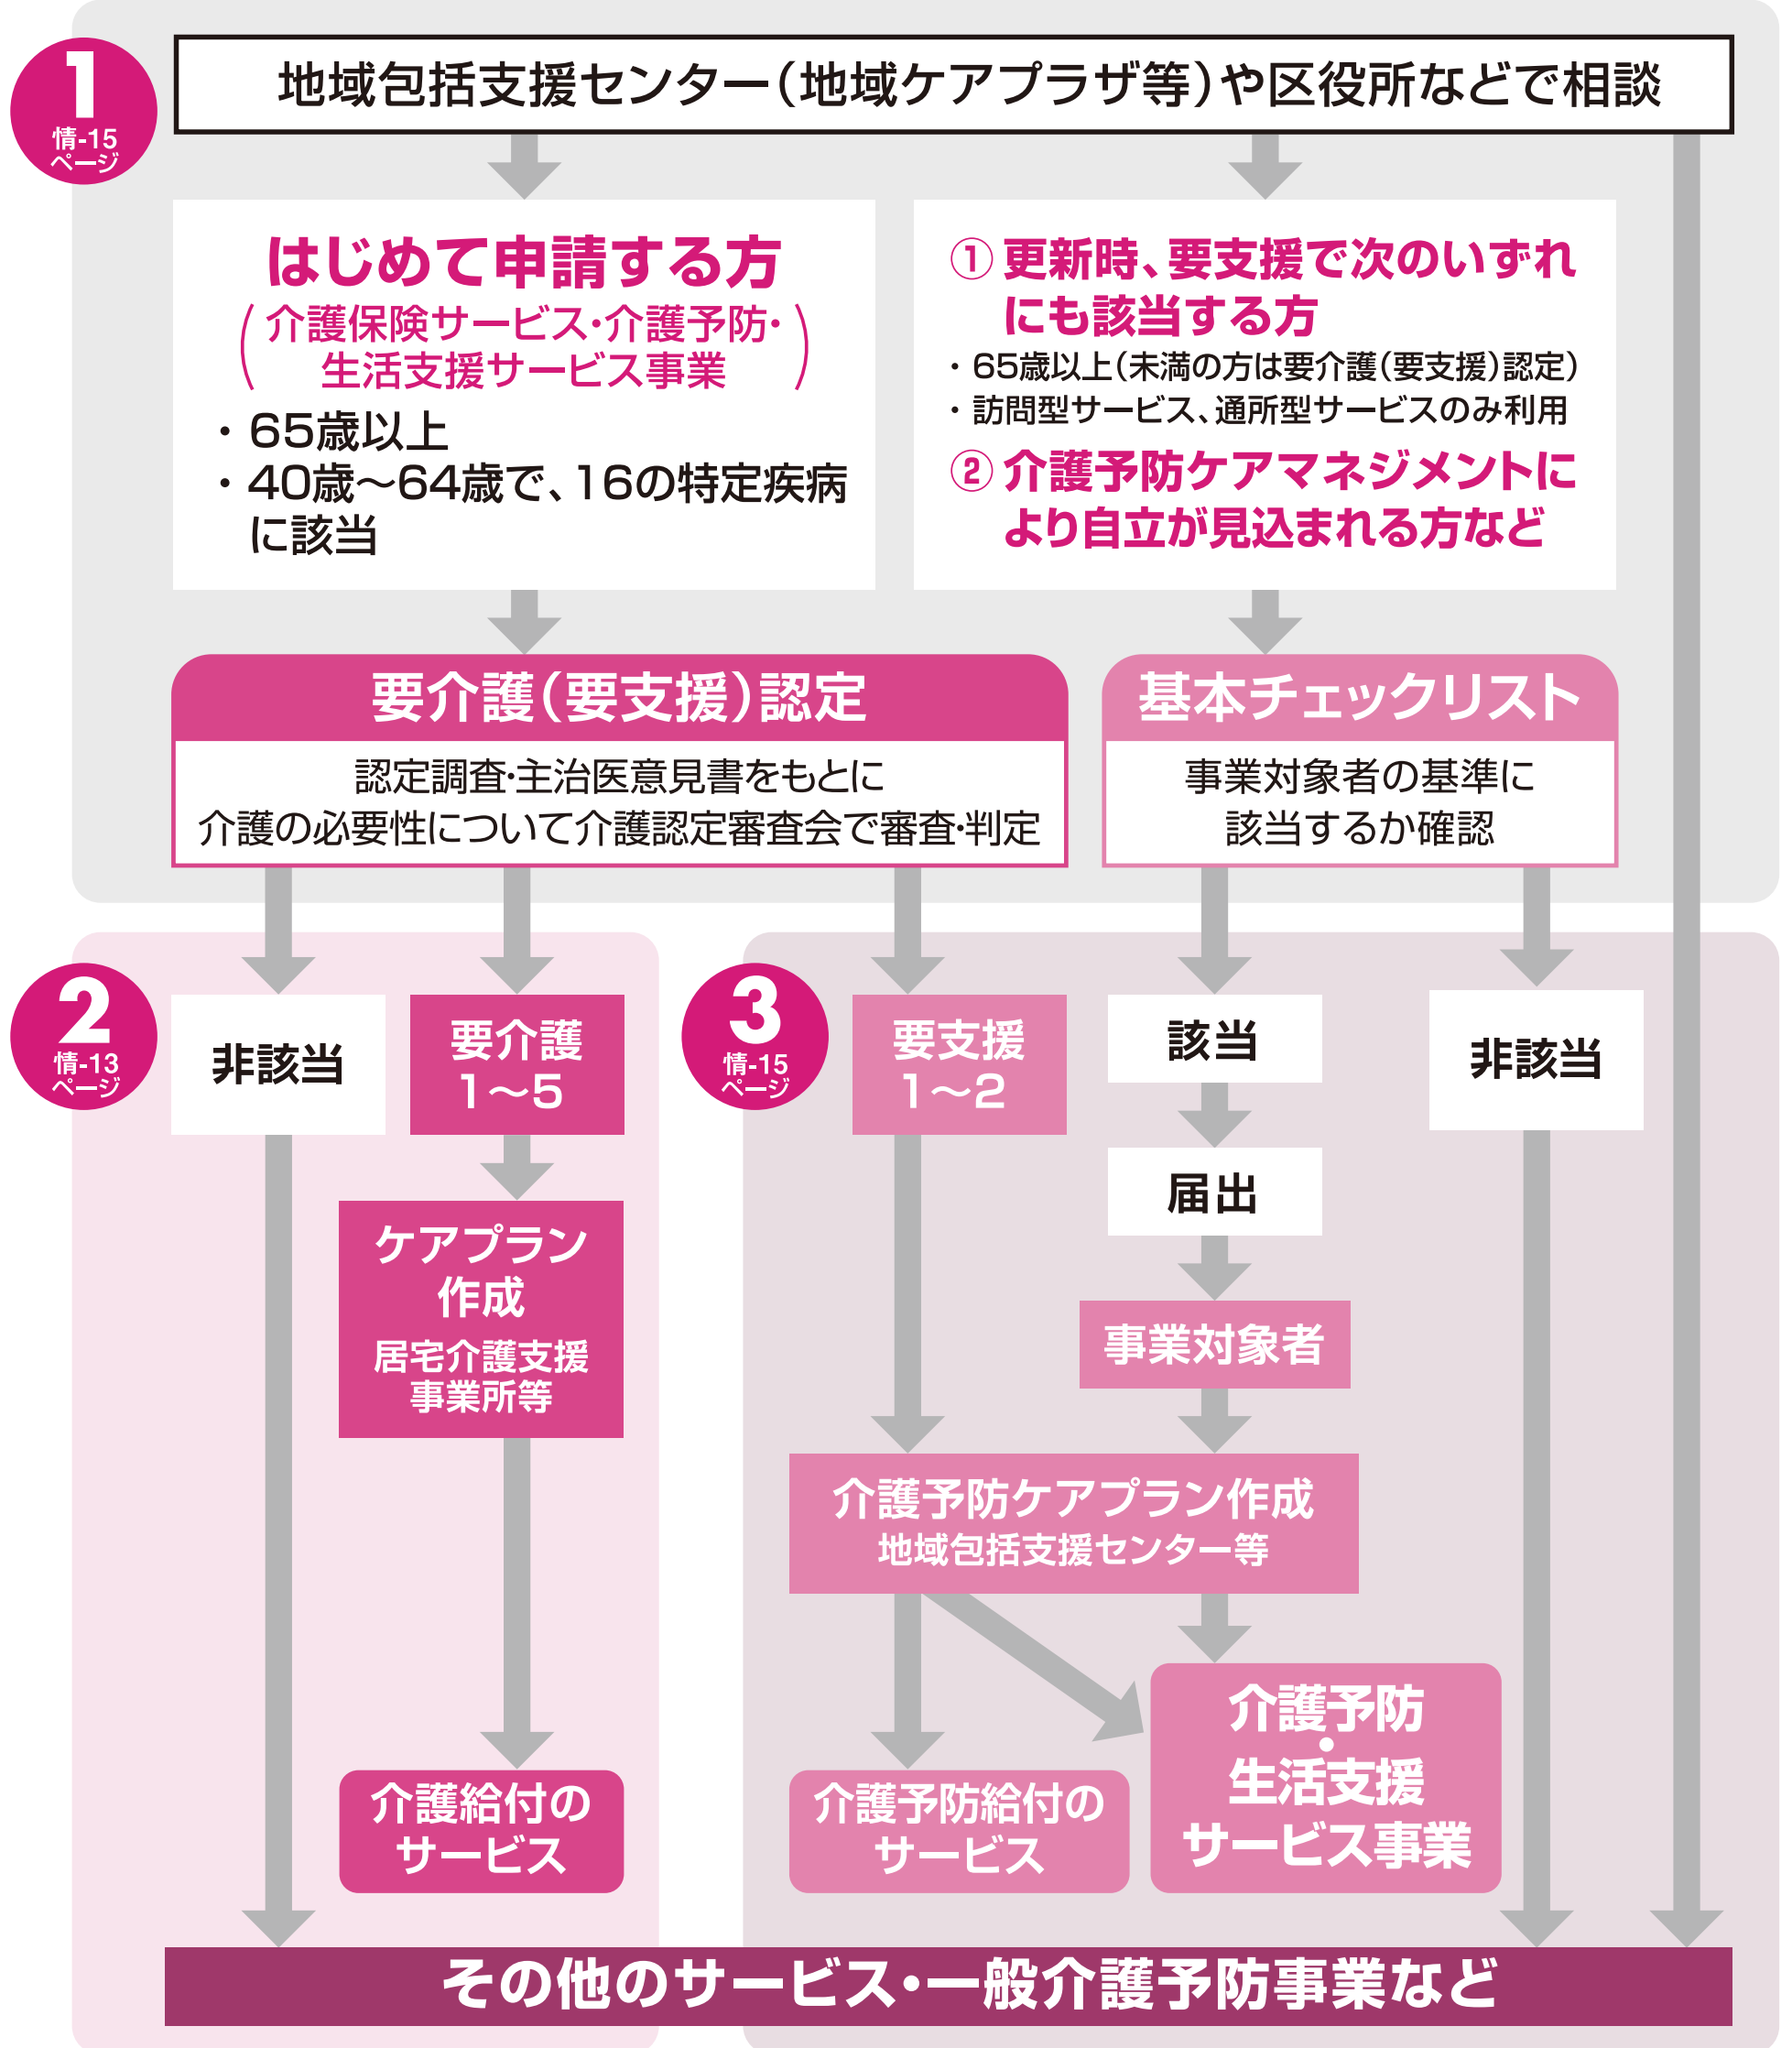 1
情-15
ページ
地域包括支援センター（地域ケアプラザ等）や区役所などで相談
はじめて申請する方
（介護保険サービス・介護予防・
生活支援サービス事業）
・65歳以上
・40歳～64歳で、16の特定疾病
に該当
① 更新時、要支援で次のいずれ
にも該当する方
・65歳以上（未満の方は要介護（要支援）認定）
・訪問型サービス、通所型サービスのみ利用
② 介護予防ケアマネジメントに
より自立が見込まれる方など
要介護（要支援）認定
認定調査・主治医意見書をもとに
介護の必要性について介護認定審査会で審査・判定
基本チェックリスト
事業対象者の基準に
該当するか確認
2
情-13
ページ
非該当
要介護
1～5
ケアプラン
作成
居宅介護支援
事業所等
介護給付の
サービス
3
情-15
ページ
要支援
1～2
該当
届出
事業対象者
非該当
介護予防ケアプラン作成
地域包括支援センター等
介護予防給付の
サービス
介護予防
・
生活支援
サービス事業
その他のサービス・一般介護予防事業など